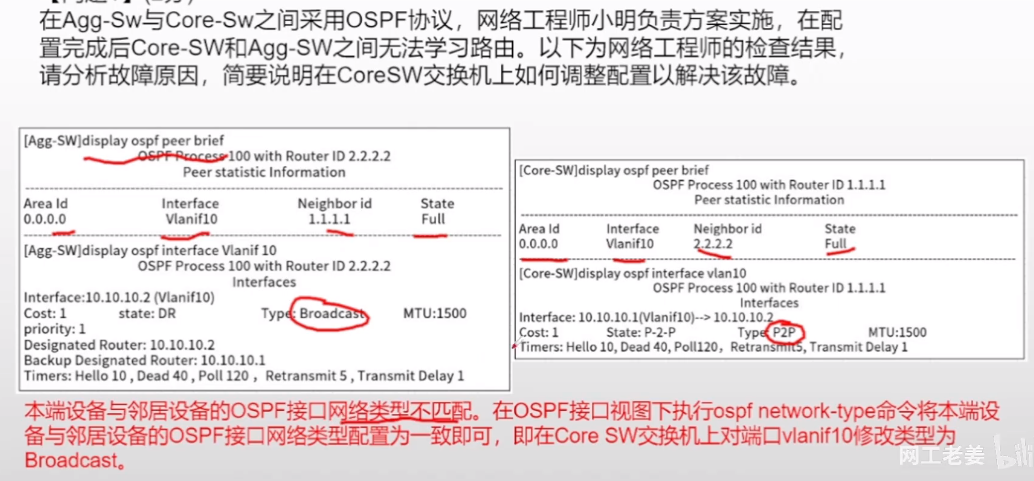 在Agg-Sw与Core-Sw之间采用OSPF协议，网络工程师小明负责方案实施，在配
置完成后Core-SW和Agg-SW之间无法学习路由。以下为网络工程师的检查结果，
请分析故障原因，简要说明在CoreSW交换机上如何调整配置以解决该故障。
[Agg-SW]display ospf peer brief
OSPF Process 100 with Router ID 2.2.2.2
Peer statistic Information
Area Id Interface Neighbor id State
0.0.0.0 Vlanif10 1.1.1.1 Full
[Agg-SW]display ospf interface Vlanif 10
OSPF Process 100 with Router ID 2.2.2.2
Interfaces
Interface:10.10.10.2 (Vlanif10)
Cost: 1 state: DR Type: Broadcast MTU:1500
priority: 1
Designated Router: 10.10.10.2
Backup Designated Router: 10.10.10.1
Timers: Hello 10 , Dead 40 , Poll 120 , Retransmit 5 , Transmit Delay 1
[Core-SW]display ospf peer brief
OSPF Process 100 with Router ID 1.1.1.1
Peer statistic Information
Area Id Interface Neighbor id State
0.0.0.0 Vlanif10 2.2.2.2 Full
[Core-SW]display ospf interface vlan10
OSPF Process 100 with Router ID 1.1.1.1
Interfaces
Interface: 10.10.10.1(Vlanif10)--> 10.10.10.2
Cost: 1 State: P-2-P Type: P2P MTU:1500
Timers: Hello 10, Dead 40, Poll120，Retransmit5, Transmit Delay 1
本端设备与邻居设备的OSPF接口网络类型不匹配。在OSPF接口视图下执行ospf network-type命令将本端设
备与邻居设备的OSPF接口网络类型配置为一致即可，即在Core SW交换机上对端口vlanif10修改类型为
Broadcast。
网工老姜 bili